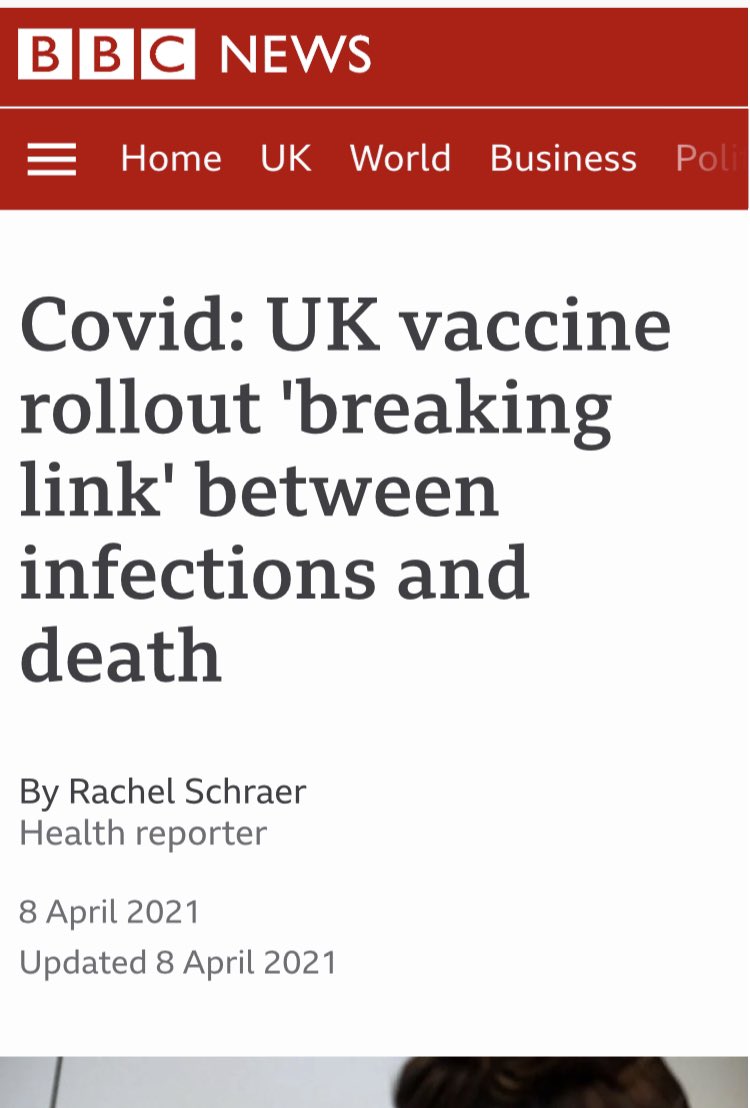 BBC NEWS
Home UK World Business Poli
Covid: UK vaccine
rollout 'breaking
link' between
infections and
death
By Rachel Schraer
Health reporter
8 April 2021
Updated 8 April 2021